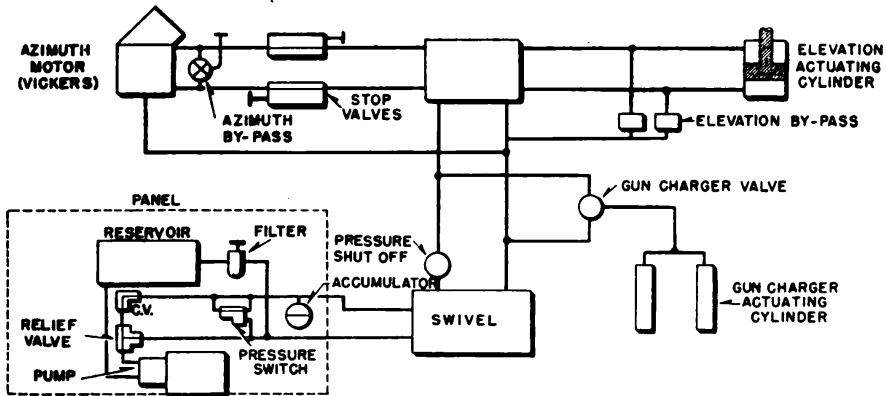 AZIMUTH
MOTOR
(VICKERS)
AZIMUTH
BY-PASS
STOP
VALVES
ELEVATION
ACTUATING
CYLINDER
ELEVATION BY-PASS
GUN CHARGER VALVE
PANEL
RESERVOIR
FILTER
PRESSURE
SHUT OFF
ACCUMULATOR
C.V.
RELIEF
VALVE
PUMP
PRESSURE
SWITCH
SWIVEL
GUN CHARGER
ACTUATING
CYLINDER